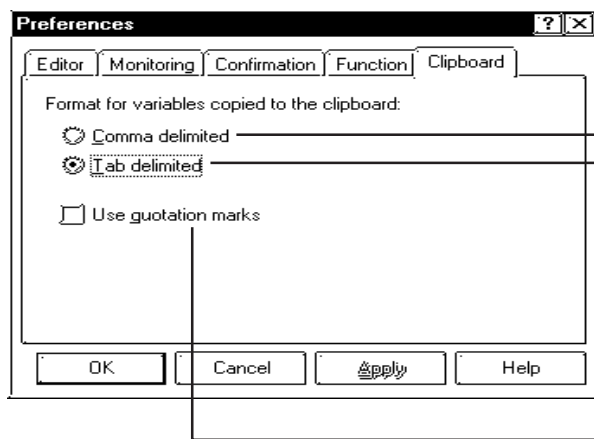 Preferences
Editor Monitoring Confirmation Function Clipboard
Format for variables copied to the clipboard:
Comma delimited
Tab delimited
Use quotation marks
OK Cancel Apply Help